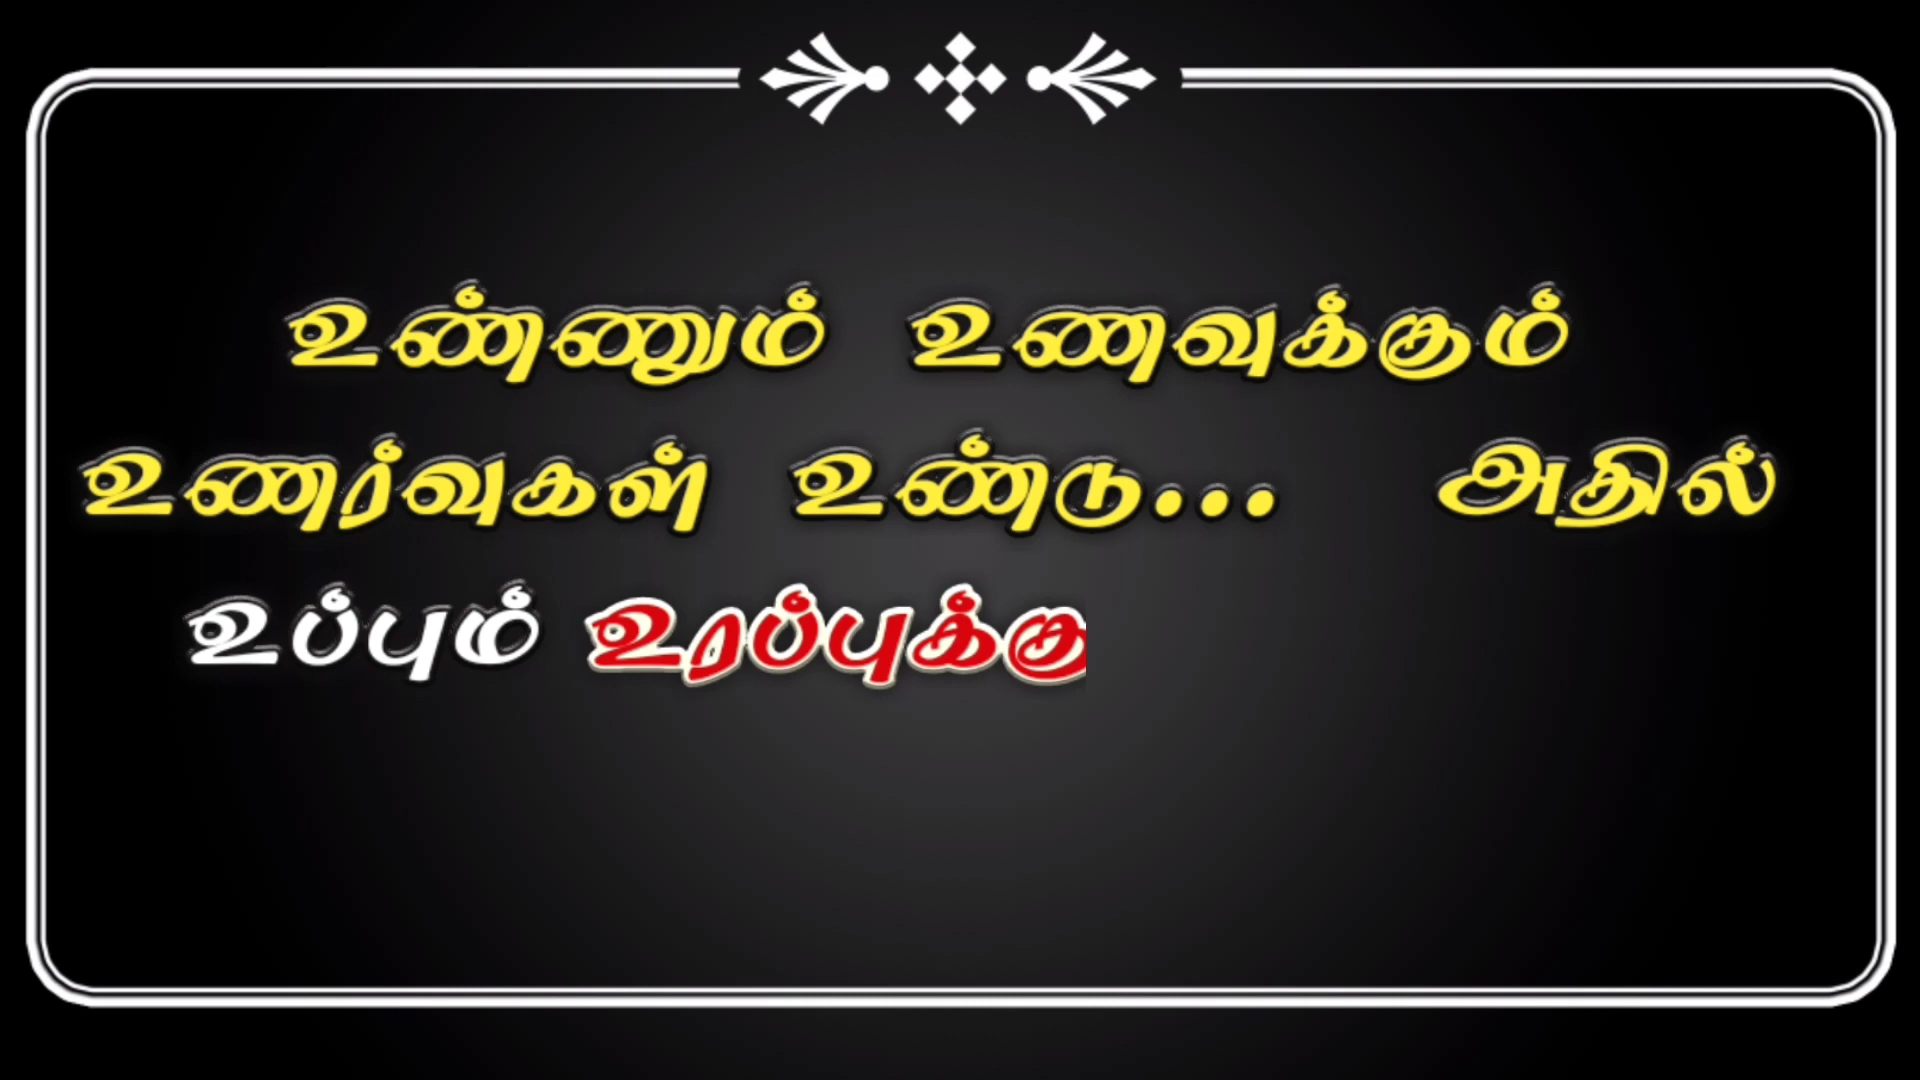 உண்ணும் உணவுக்கும்
உணர்வுகள் உண்டு... அதில்
உப்பும் உரப்புக்கு